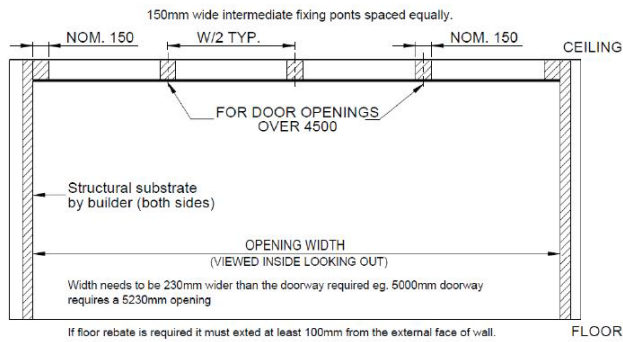 150mm wide intermediate fixing ponts spaced equally.
NOM. 150
W/2 TYP.
NOM. 150
CEILING
FOR DOOR OPENINGS
OVER 4500
Structural substrate
by builder (both sides)
OPENING WIDTH
(VIEWED INSIDE LOOKING OUT)
Width needs to be 230mm wider than the doorway required eg. 5000mm doorway
requires a 5230mm opening
If floor rebate is required it must exted at least 100mm from the external face of wall.
FLOOR